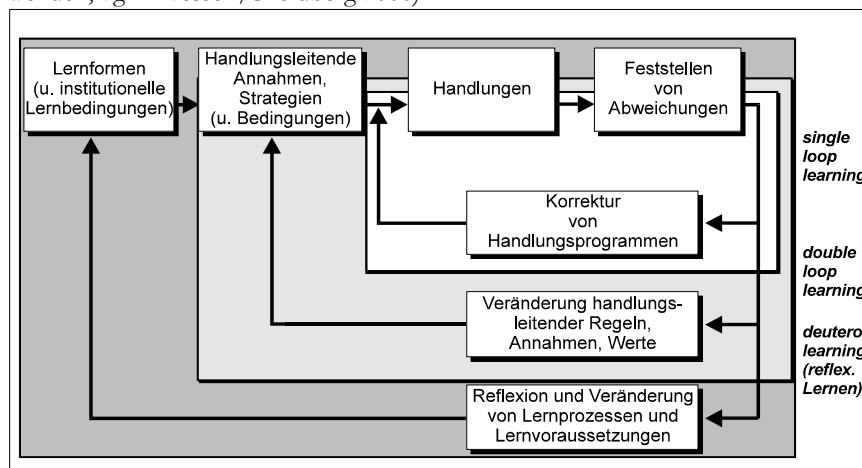 Lernformen
(u. institutionelle
Lernbedingungen)
Handlungsleitende
Annahmen,
Strategien
(u. Bedingungen)
Handlungen
Feststellen
von
Abweichungen
single
loop
learning
Korrektur
von
Handlungsprogrammen
double
loop
learning
Veränderung handlungs-
leitender Regeln,
Annahmen, Werte
deutero
learning
(reflex.
Lernen)
Reflexion und Veränderung
von Lernprozessen und
Lernvoraussetzungen